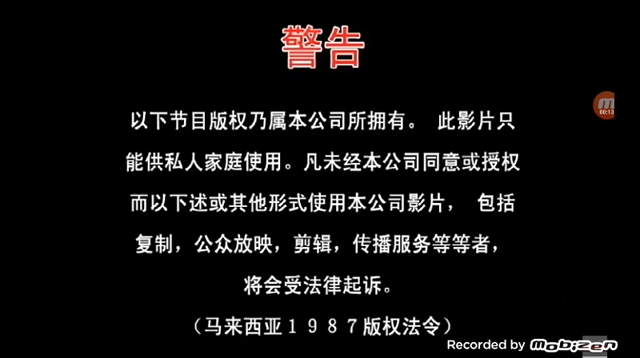 警告
以下节目版权乃属本公司所拥有。 此影片只
能供私人家庭使用。凡未经本公司同意或授权
而以下述或其他形式使用本公司影片， 包括
复制，公众放映，剪辑，传播服务等等者，
将会受法律起诉。
（马来西亚１９８７版权法令）
00:13
Recorded by Mobizen